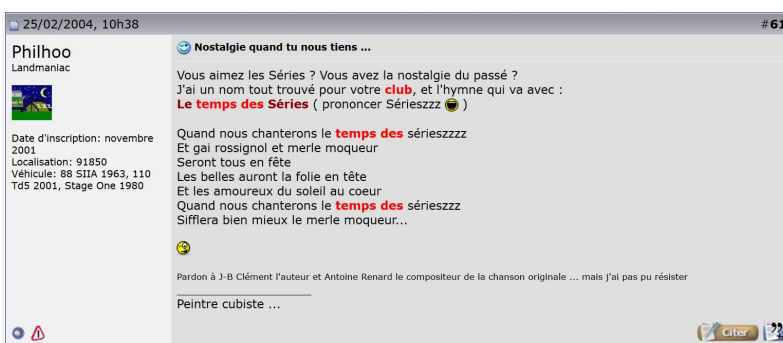 25/02/2004, 10h38
#61
Philhoo
Landmaniac
Date d'inscription: novembre
2001
Localisation: 91850
Véhicule: 88 SIIA 1963, 110
Td5 2001, Stage One 1980
Nostalgie quand tu nous tiens ...
Vous aimez les Séries ? Vous avez la nostalgie du passé ?
J'ai un nom tout trouvé pour votre club, et l'hymne qui va avec :
Le temps des Séries ( prononcer Sérieszzz )
Quand nous chanterons le temps des sérieszzz
Et gai rossignol et merle moqueur
Seront tous en fête
Les belles auront la folie en tête
Et les amoureux du soleil au coeur
Quand nous chanterons le temps des sérieszzz
Sifflera bien mieux le merle moqueur...
Pardon à J-B Clément l'auteur et Antoine Renard le compositeur de la chanson originale ... mais j'ai pas pu résister
Peintre cubiste ...
Citer